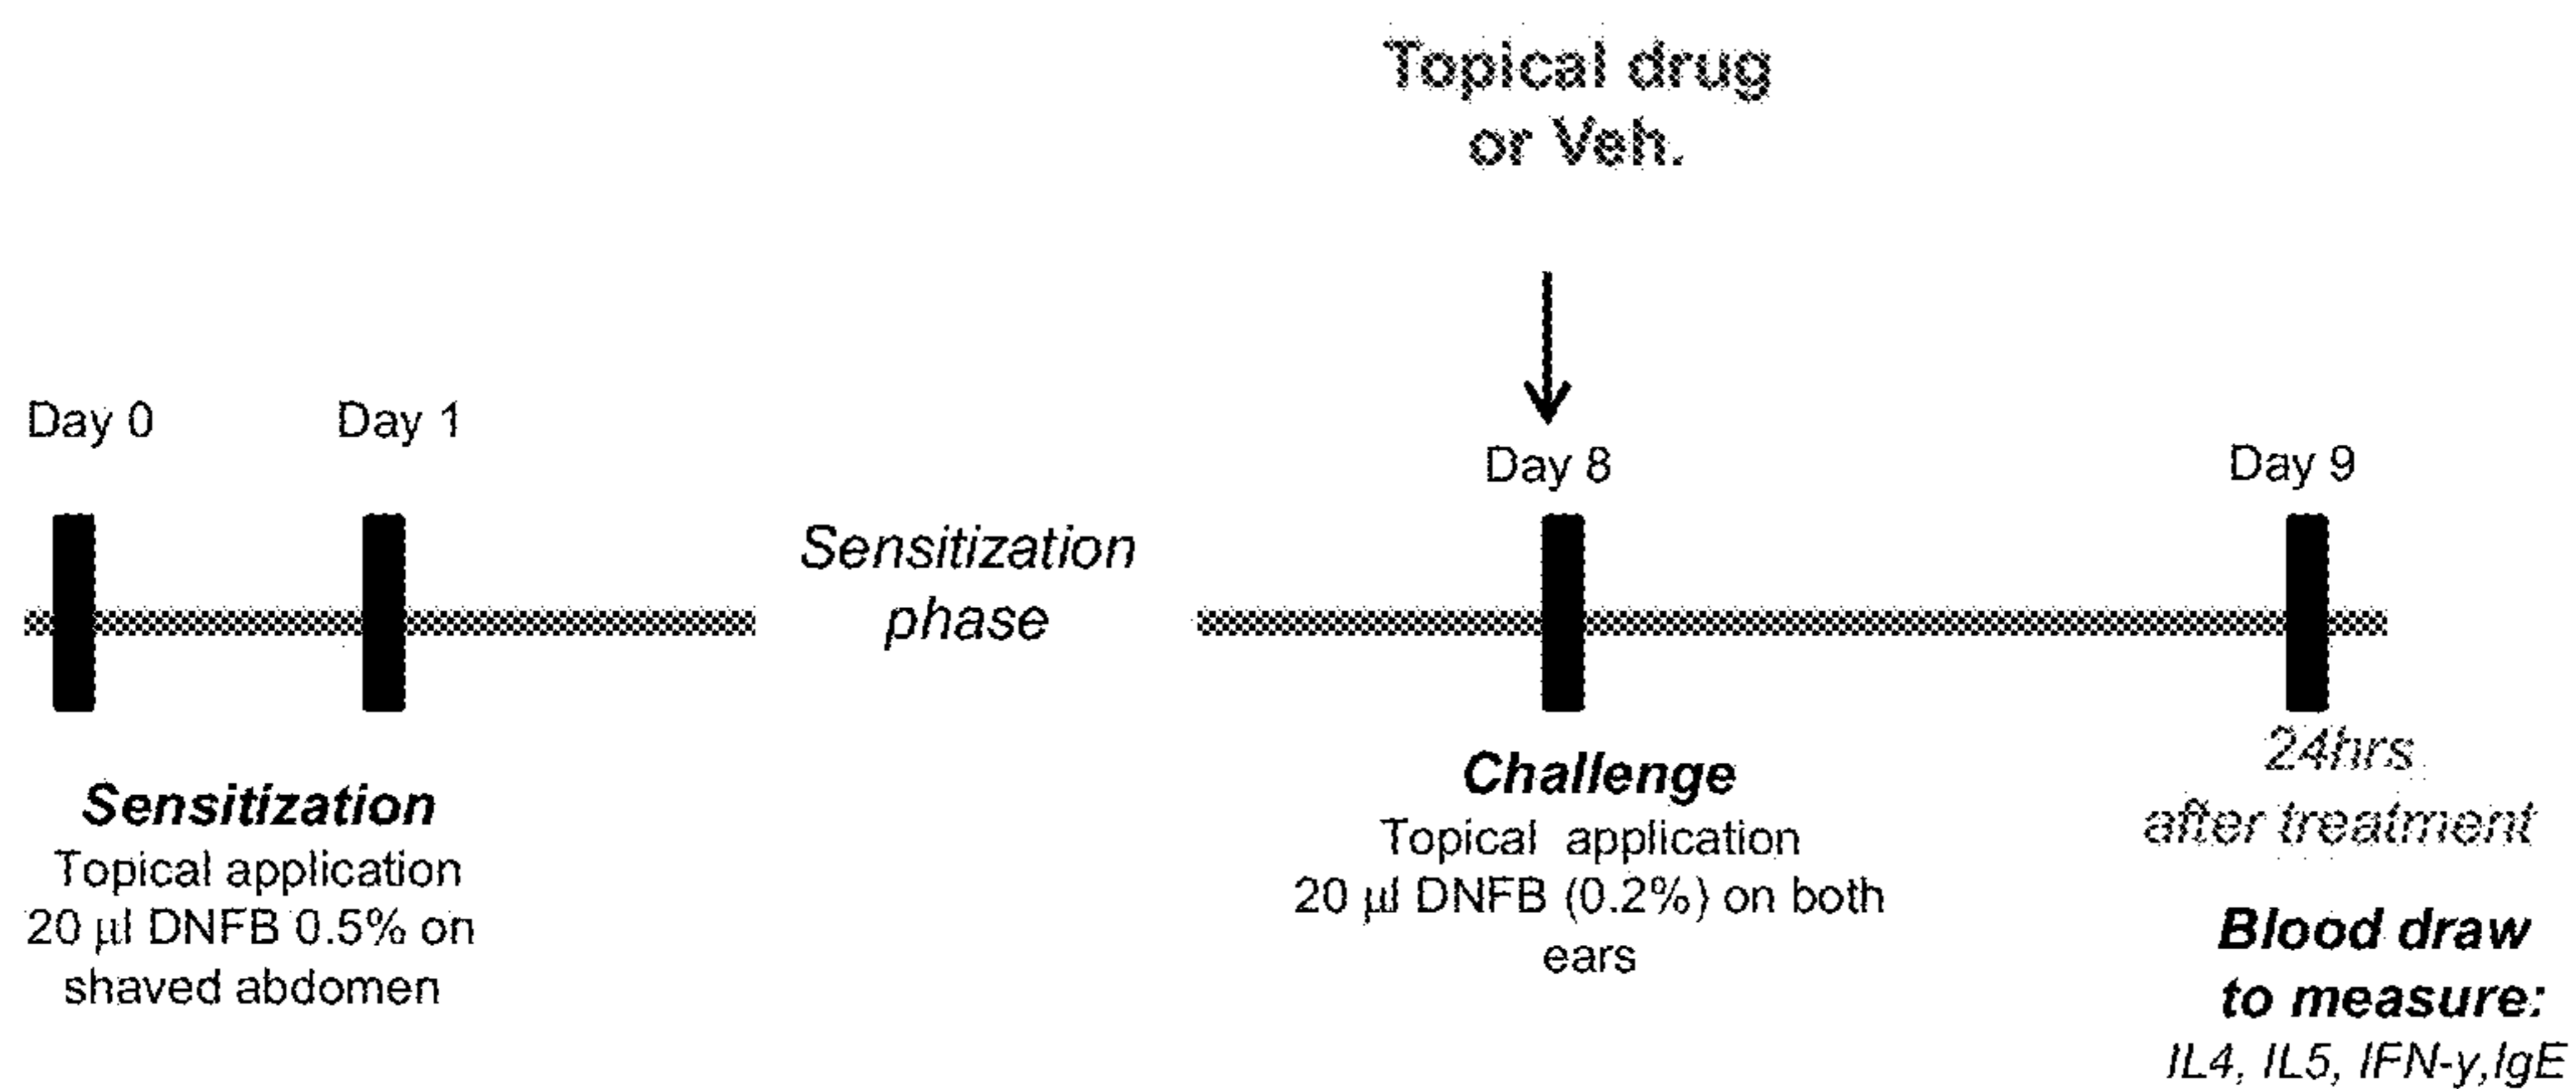 Topical drug
or Veh.
Day 0
Day 1
Day 8
Day 9
Sensitization
phase
Sensitization
Topical application
20 µl DNFB 0.5% on
shaved abdomen
Challenge
Topical application
20 µl DNFB (0.2%) on both
ears
24hrs
after treatment
Blood draw
to measure:
IL4, IL5, IFN-y,IgE